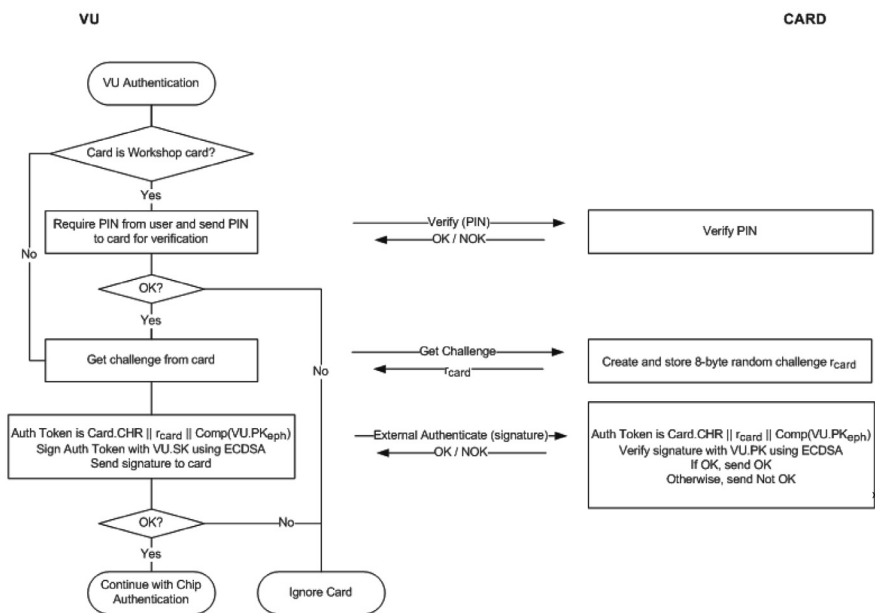 VU
CARD
VU Authentication
Card is Workshop card?
Yes
Require PIN from user and send PIN
to card for verification
Verify (PIN)
OK / NOK
Verify PIN
No
OK?
Yes
Get challenge from card
No
Get Challenge
rcard
Create and store 8-byte random challenge rcard
Auth Token is Card.CHR || rcard || Comp(VU.PKeph)
Sign Auth Token with VU.SK using ECDSA
Send signature to card
External Authenticate (signature)
OK / NOK
Auth Token is Card.CHR || rcard || Comp(VU.PKeph)
Verify signature with VU.PK using ECDSA
If OK, send OK
Otherwise, send Not OK
OK?
No
Yes
Continue with Chip
Authentication
Ignore Card